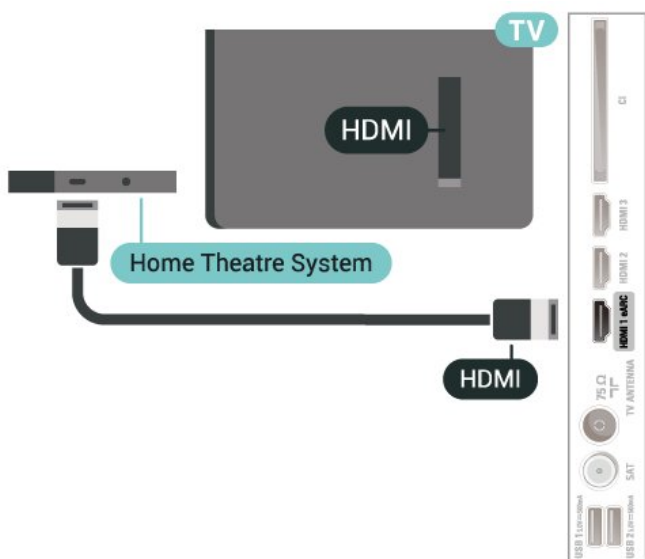 TV
HDMI
Home Theatre System
HDMI
CI
HDMI 3
HDMI 2
HDMI 1 eARC
75 Ω
TV ANTENNA
SAT
USB 1
USB 2